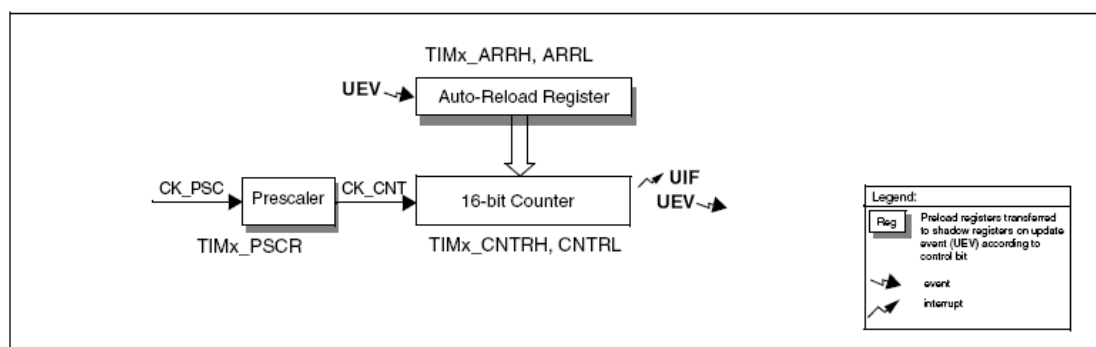 TIMx_ARRH, ARRL
UEV
Auto-Reload Register
CK_PSC
Prescaler
CK_CNT
16-bit Counter
UIF
UEV
TIMx_PSCR
TIMx_CNTRH, CNTRL
Legend:
Reg
Preload registers transferred
to shadow registers on update
event (UEV) according to
control bit
event
interrupt